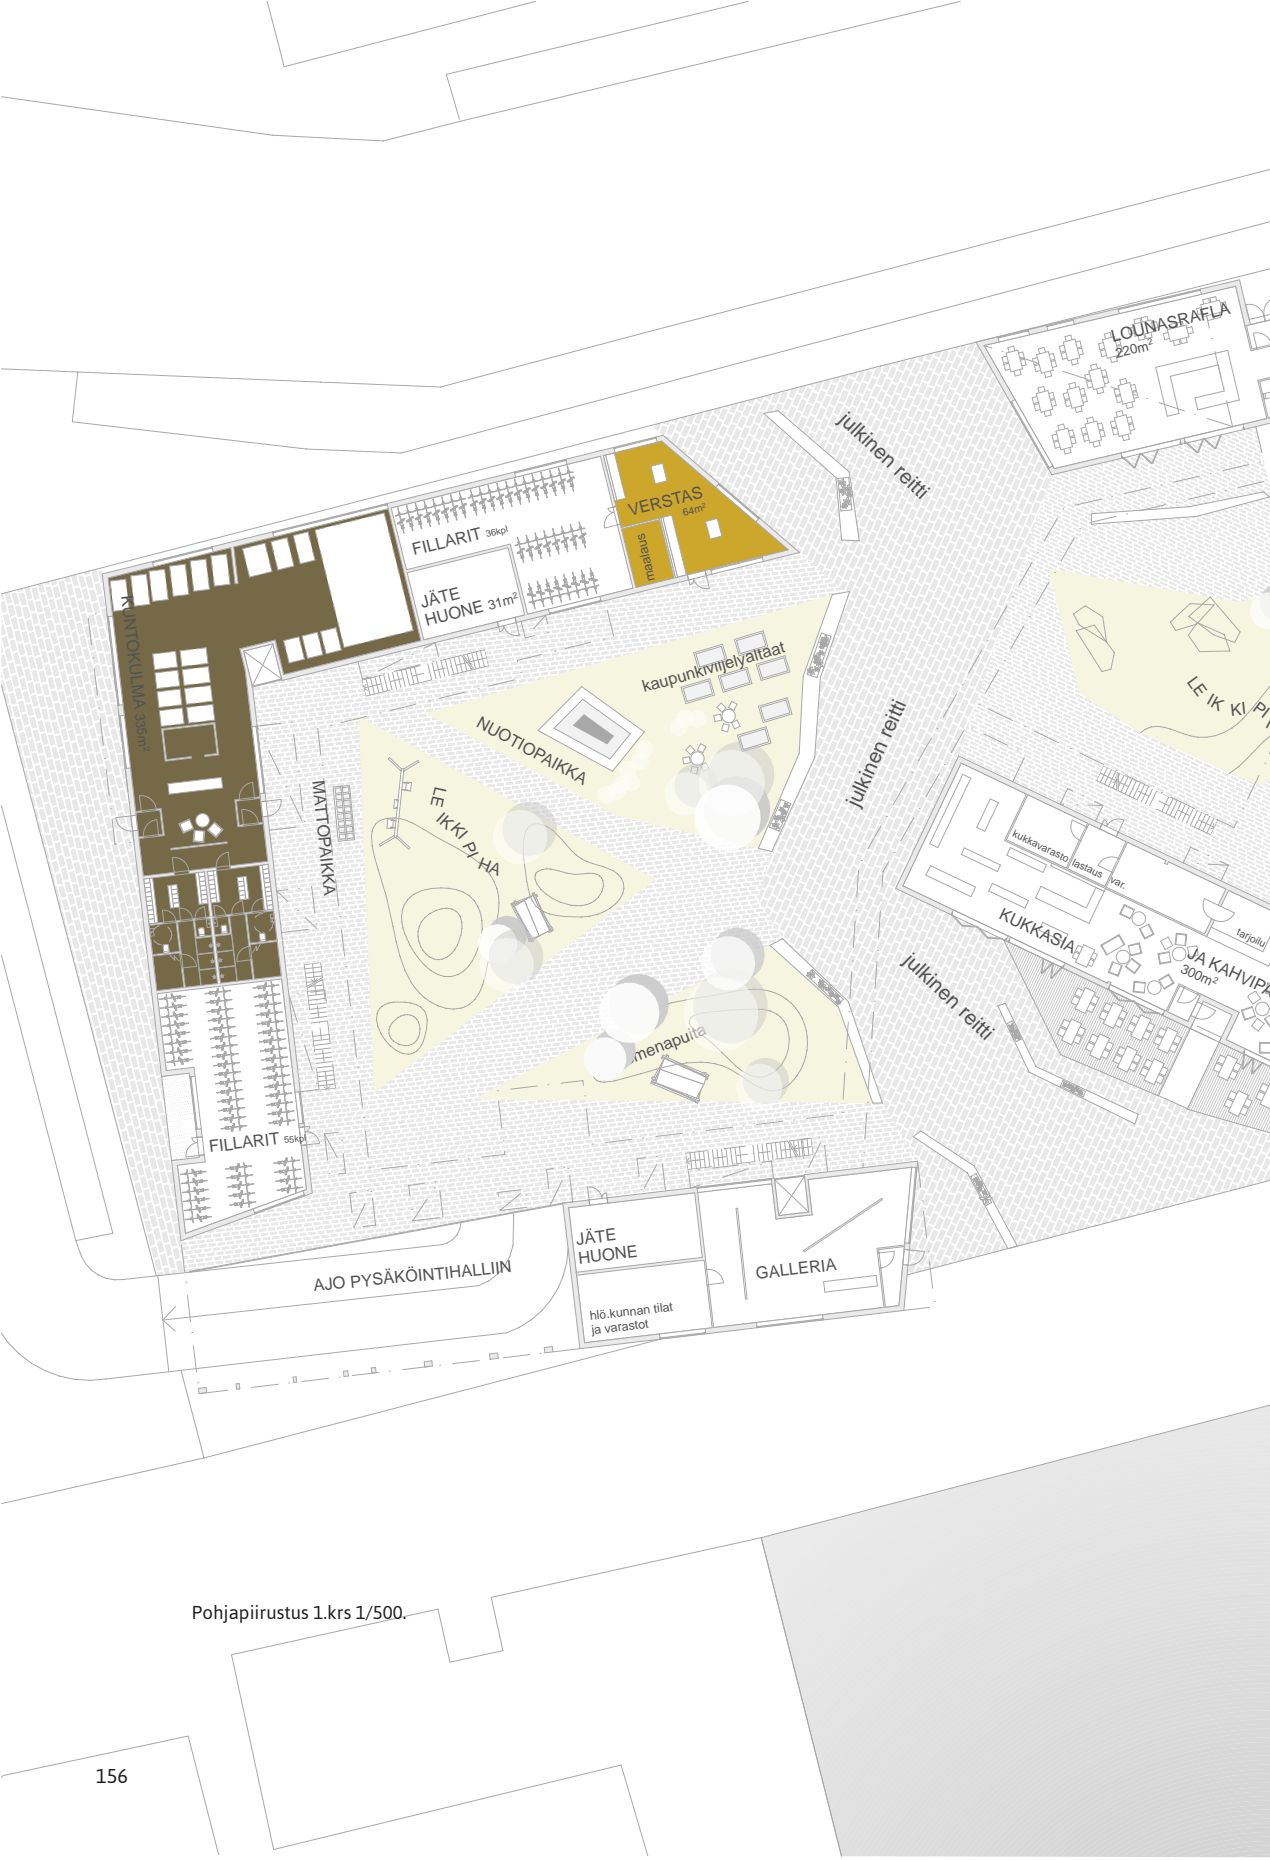 LOUNASRAFLA
220m²
julkinen reitti
VERSTAS
64m²
maalaus
FILLARIT 36kpl
JÄTE
HUONE 31m²
KUNTOKULMA 335m²
kaupunkiviljelyaltaat
NUOTIOPAIKKA
LEIKKIPIHA
MATTOPAIKKA
julkinen reitti
LEIKKIPI
kukkavarasto
lastaus
var.
KUKKASIA
tarjoilu
JA KAHVIPA
300m²
julkinen reitti
menapuita
FILLARIT 55kpl
JÄTE
HUONE
GALLERIA
AJO PYSÄKÖINTIHALLIIN
hlö.kunnan tilat
ja varastot
Pohjapiirustus 1.krs 1/500.
156